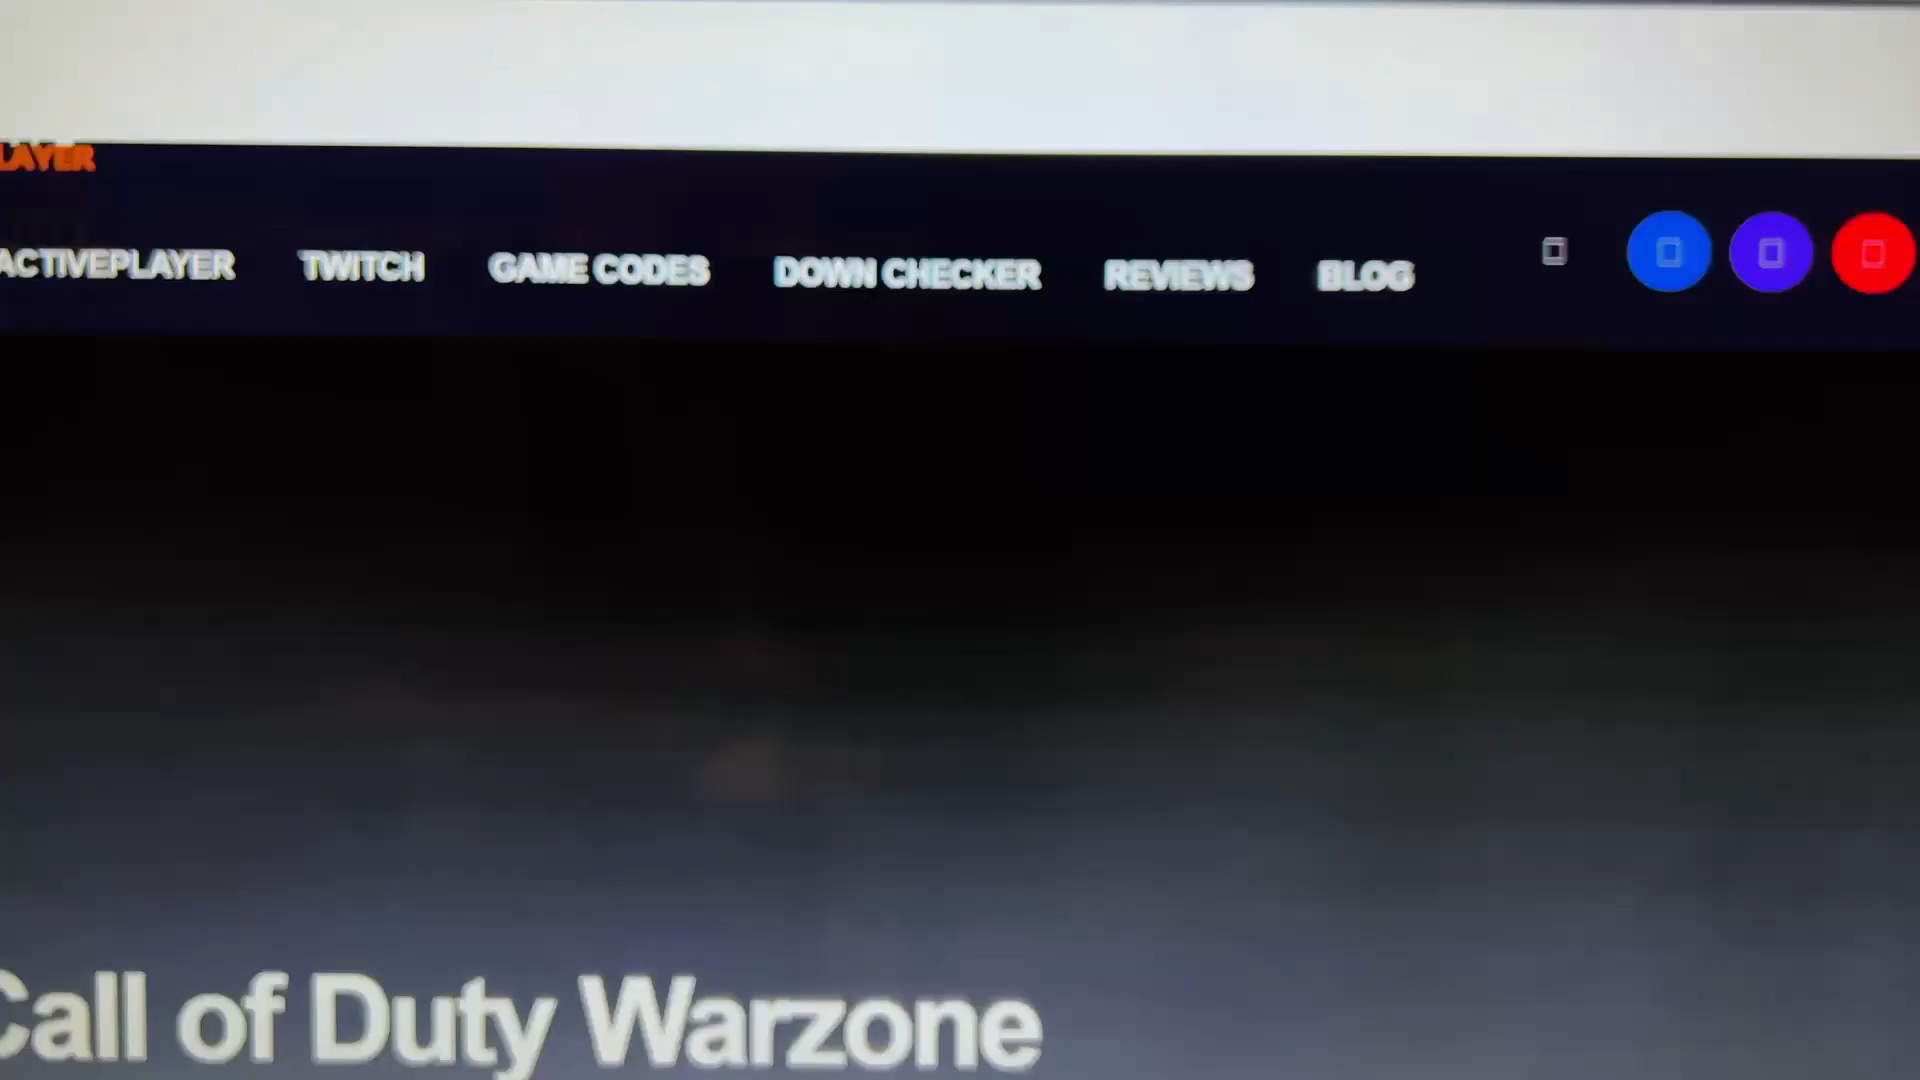 LAYER
ACTIVEPLAYER TWITCH GAME CODES DOWN CHECKER REVIEWS BLOG
Call of Duty Warzone